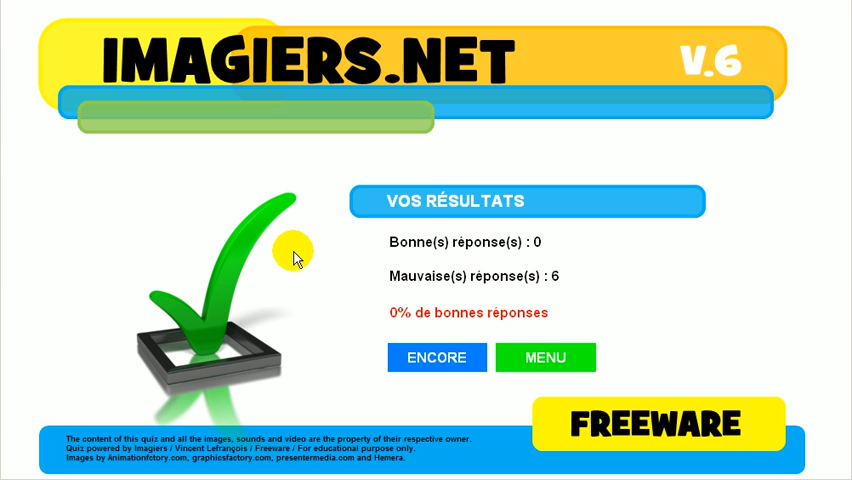 IMAGIERS.NET
V.6
VOS RÉSULTATS
Bonne(s) réponse(s) : 0
Mauvaise(s) réponse(s) : 6
0% de bonnes réponses
ENCORE
MENU
FREEWARE
The content of this quiz and all the images, sounds and video are the property of their respective owner.
Quiz powered by Imagiers / Vincent Lefrançois / Freeware / For educational purpose only.
Images by Animationfctory.com, graphicsfactory.com, presentermedia.com and Hemera.